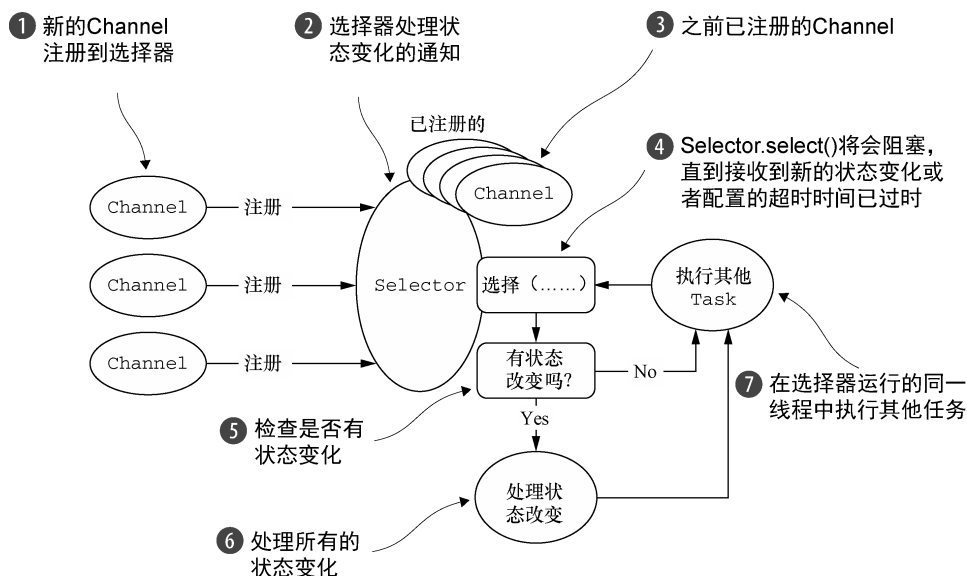 1 新的Channel
注册到选择器
2 选择器处理状
态变化的通知
3 之前已注册的Channel
已注册的
Channel
4 Selector.select()将会阻塞，
直到接收到新的状态变化或
者配置的超时时间已过时
Channel
注册
Channel
注册
Channel
注册
Selector
选择（……）
执行其他
Task
有状态
改变吗？
No
Yes
7 在选择器运行的同一
线程中执行其他任务
5 检查是否有
状态变化
处理状
态改变
6 处理所有的
状态变化